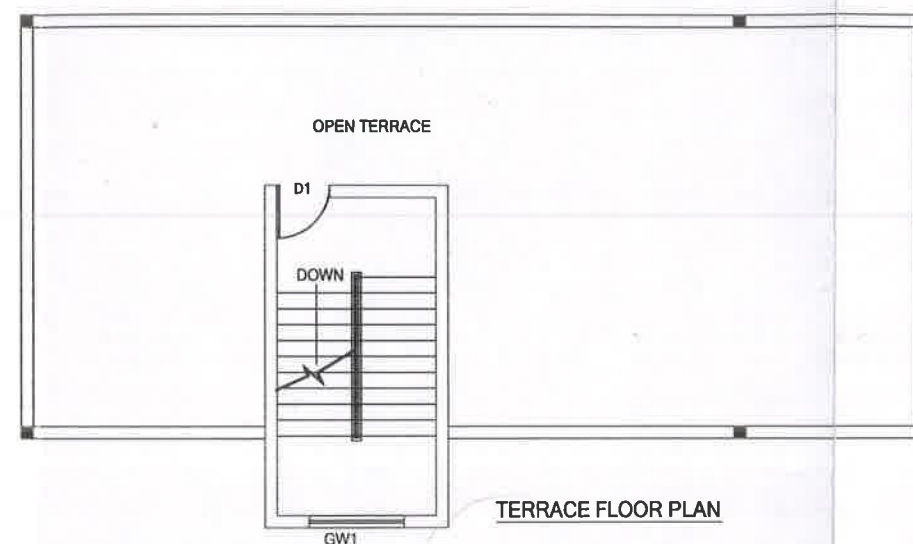 OPEN TERRACE
D1
DOWN
TERRACE FLOOR PLAN
GW1